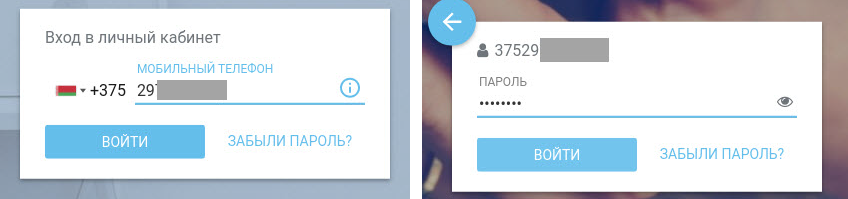 Вход в личный кабинет
МОБИЛЬНЫЙ ТЕЛЕФОН
+375 29
ВОЙТИ ЗАБЫЛИ ПАРОЛЬ?
37529
ПАРОЛЬ
••••••••
ВОЙТИ ЗАБЫЛИ ПАРОЛЬ?